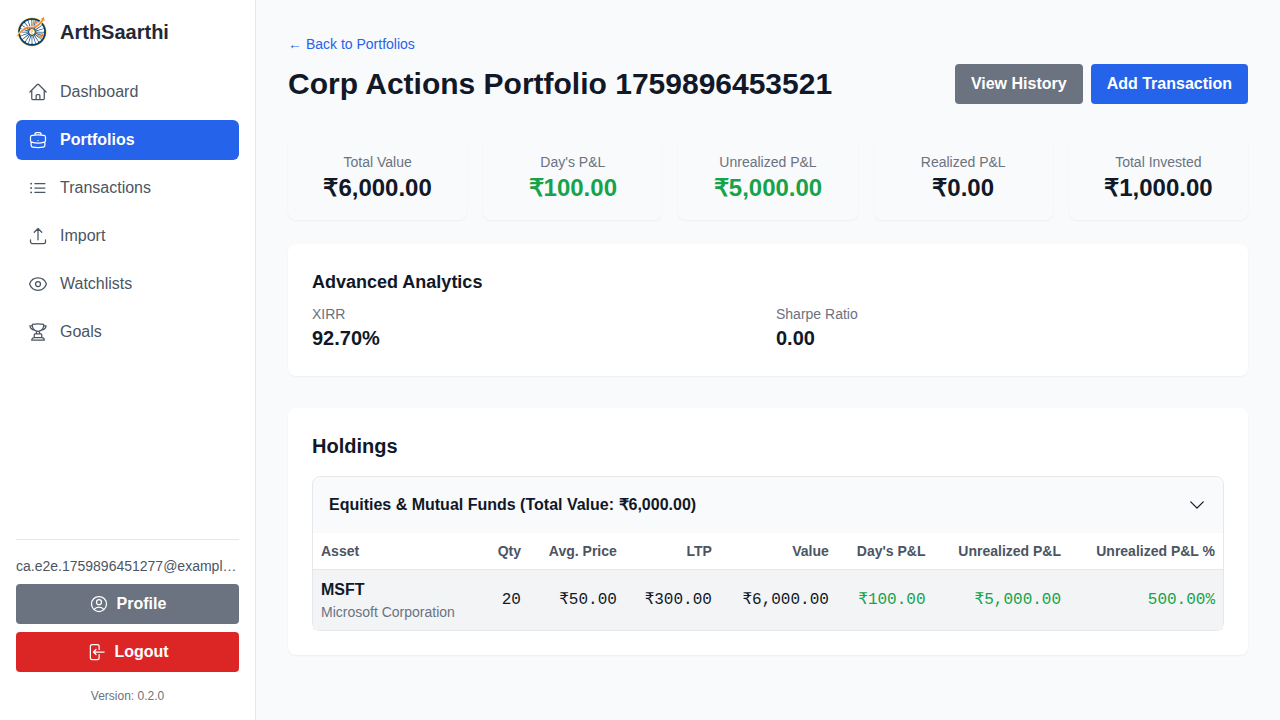 ArthSaarthi
Dashboard
Portfolios
Transactions
Import
Watchlists
Goals
ca.e2e.1759896451277@exampl…
Profile
Logout
Version: 0.2.0
← Back to Portfolios
Corp Actions Portfolio 1759896453521
View History
Add Transaction
Total Value
₹6,000.00
Day's P&L
₹100.00
Unrealized P&L
₹5,000.00
Realized P&L
₹0.00
Total Invested
₹1,000.00
Advanced Analytics
XIRR
92.70%
Sharpe Ratio
0.00
Holdings
Equities & Mutual Funds (Total Value: ₹6,000.00)
Asset Qty Avg. Price LTP Value Day's P&L Unrealized P&L Unrealized P&L %
MSFT
Microsoft Corporation
20 ₹50.00 ₹300.00 ₹6,000.00 ₹100.00 ₹5,000.00 500.00%